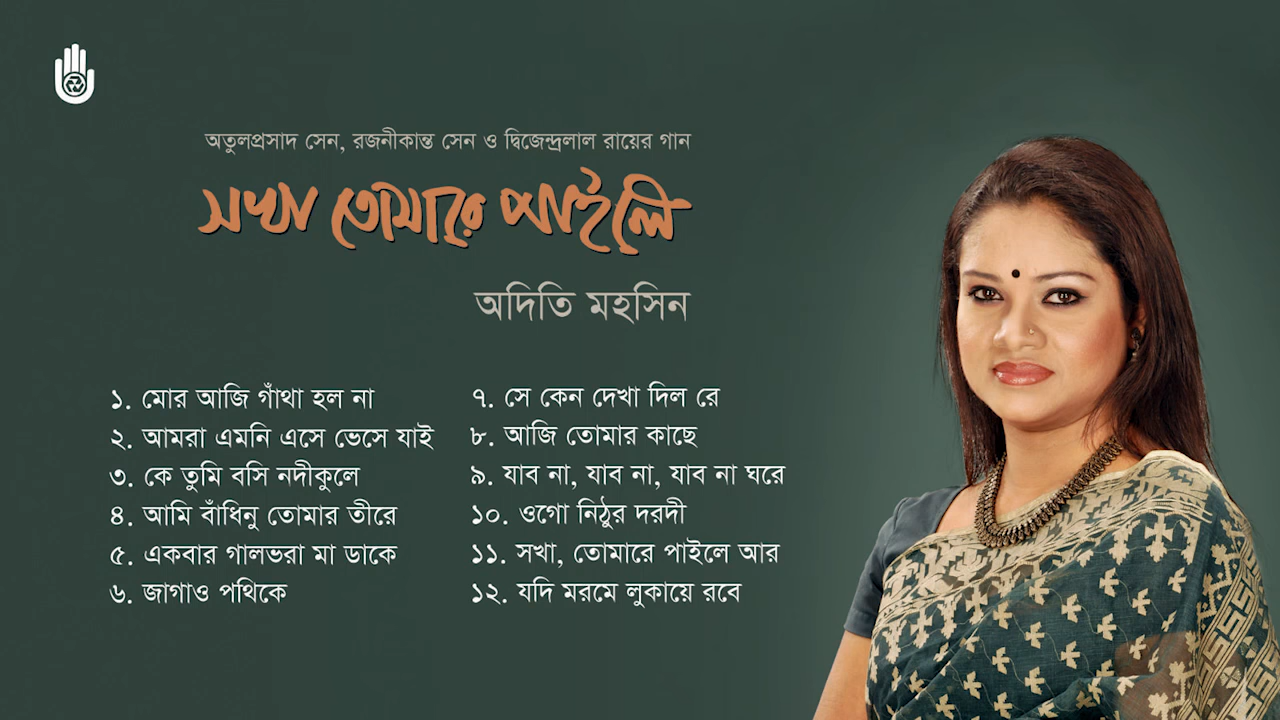 অতুলপ্রসাদ সেন, রজনীকান্ত সেন ও দ্বিজেন্দ্রলাল রায়ের গান
সখা তোমারে পাইলে
অদিতি মহসিন
১. মোর আজি গাঁথা হল না
২. আমরা এমনি এসে ভেসে যাই
৩. কে তুমি বসি নদীকুলে
৪. আমি বাঁধিনু তোমার তীরে
৫. একবার গালভরা মা ডাকে
৬. জাগাও পথিকে
৭. সে কেন দেখা দিল রে
৮. আজি তোমার কাছে
৯. যাব না, যাব না, যাব না ঘরে
১০. ওগো নিঠুর দরদী
১১. সখা, তোমারে পাইলে আর
১২. যদি মরমে লুকায়ে রবে